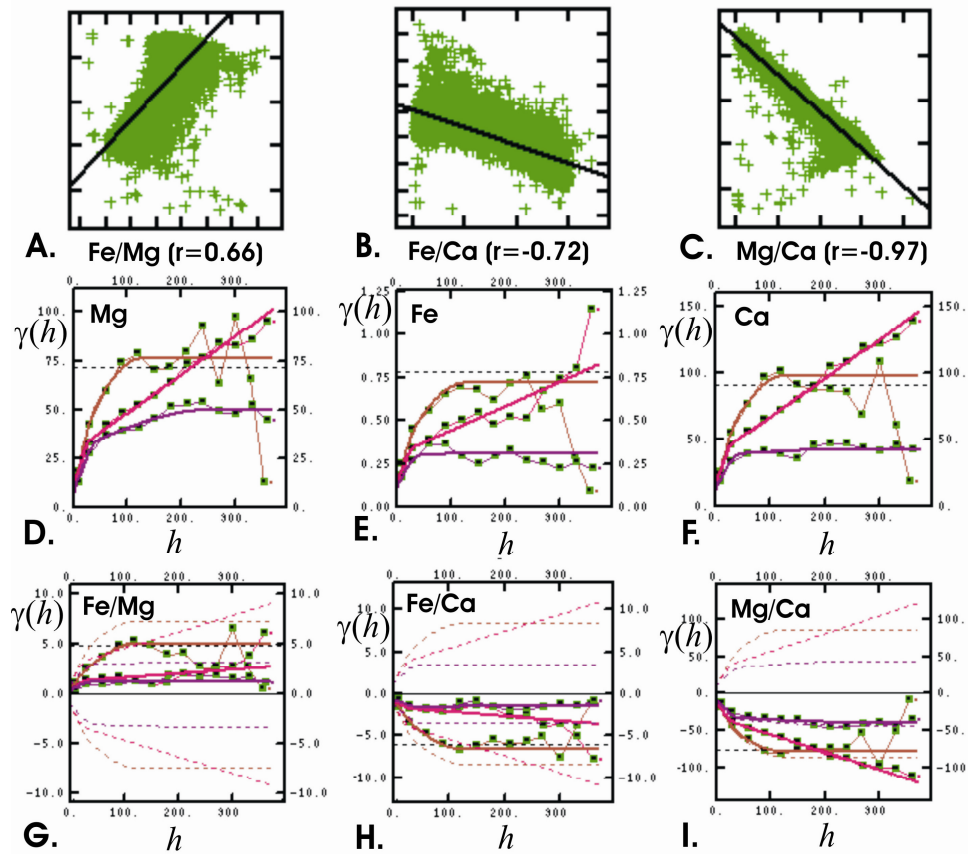 A. Fe/Mg (r=0.66)
B. Fe/Ca (r=-0.72)
C. Mg/Ca (r=-0.97)
0. 100. 200. 300.
γ(h)
Mg
100.
75.
50.
25.
0.
100.
75.
50.
25.
0.
0. 100. 200. 300.
D.
h
0. 100. 200. 300.
γ(h)
Fe
1.25
1.00
0.75
0.50
0.25
0.00
1.25
1.00
0.75
0.50
0.25
0.00
0. 100. 200. 300.
E.
h
0. 100. 200. 300.
γ(h)
Ca
150.
100.
50.
0.
150.
100.
50.
0.
0. 100. 200. 300.
F.
h
0. 100. 200. 300.
γ(h)
Fe/Mg
10.0
5.0
0.0
-5.0
-10.0
10.0
5.0
0.0
-5.0
-10.0
0. 100. 200. 300.
G.
h
0. 100. 200. 300.
γ(h)
Fe/Ca
10.0
5.0
0.0
-5.0
-10.0
10.0
5.0
0.0
-5.0
-10.0
0. 100. 200. 300.
H.
h
0. 100. 200. 300.
γ(h)
Mg/Ca
100.
50.
0.
-50.
-100.
100.
50.
0.
-50.
-100
0. 100. 200. 300.
I.
h